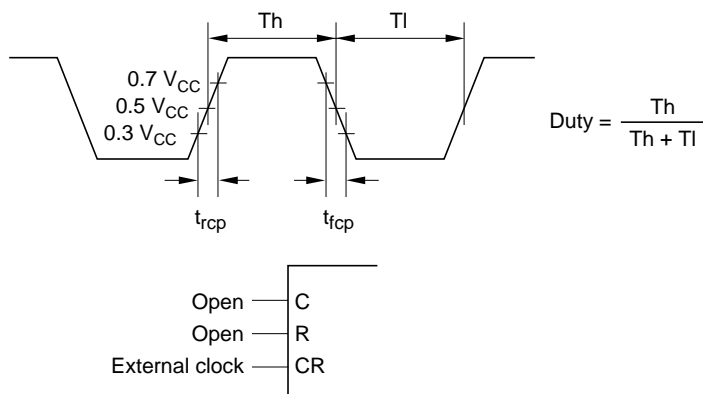 Th
Tl
0.7 VCC
0.5 VCC
0.3 VCC
Duty = Th / Th + Tl
trcp
tfcp
Open C
Open R
External clock CR